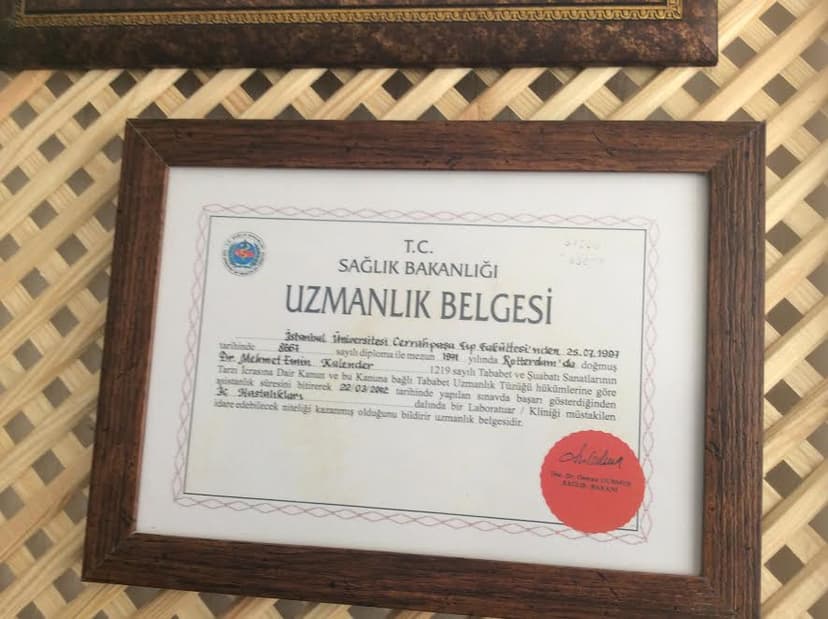 T.C.
SAĞLIK BAKANLIĞI
UZMANLIK BELGESİ
İstanbul Üniversitesi Cerrahpaşa Tıp Fakültesi'nden 25.07.1997
tarihinde 8667 sayılı diploma ile mezun yılında Rotterdam'da doğmuş
Dr. Mehmet Emin Kalender 1219 sayılı Tababet ve Şuabatı Sanatlarının
Tarzı İcrasına Dair Kanun ve bu Kanuna bağlı Tababet Uzmanlık Tüzüğü hükümlerine göre
asistanlık süresini bitirerek 22/03/2002 tarihinde yapılan sınavda başarı gösterdiğinden
İç Hastalıkları dalında bir Laboratuar / Kliniği müstakilen
idare edebilecek niteliği kazanmış olduğunu bildirir uzmanlık belgesidir.
SAĞLIK BAKANI